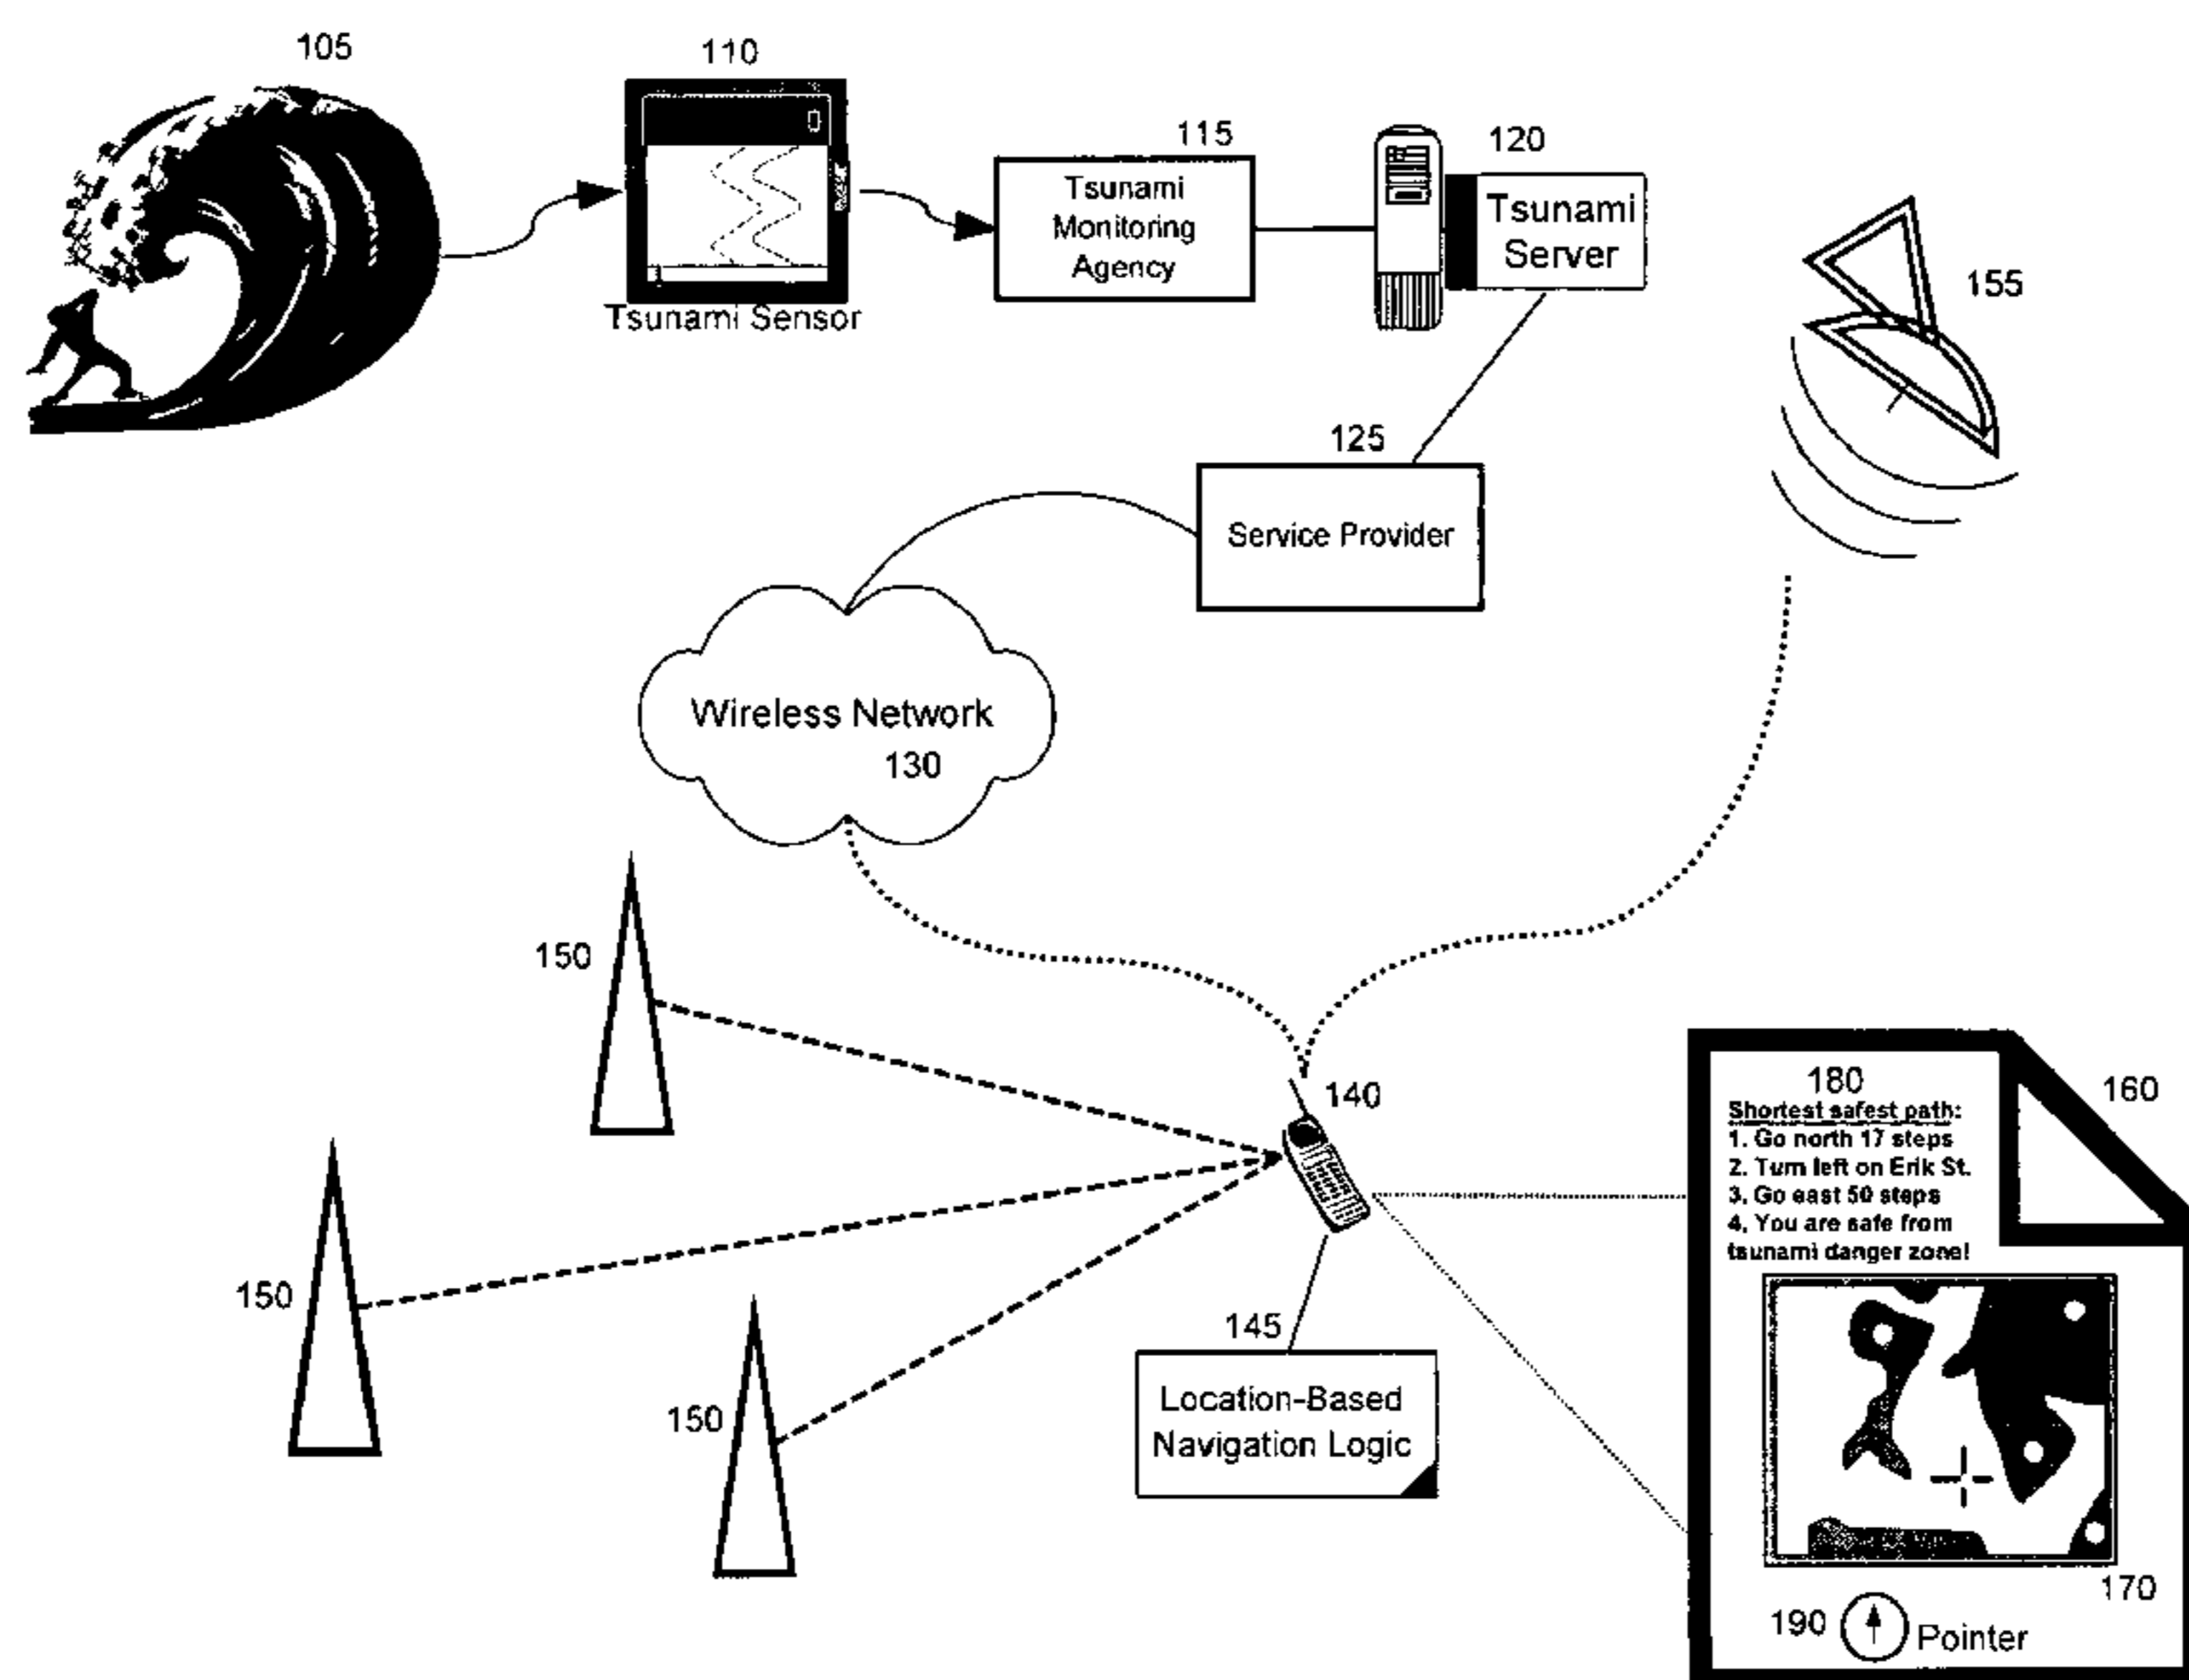 105
110
115
120
Tsunami
Monitoring
Agency
Tsunami
Server
155
Tsunami Sensor
125
Service Provider
Wireless Network
130
150
140
180
160
Shortest safest path:
1. Go north 17 steps
2. Turn left on Erik St.
3. Go east 50 steps
4. You are safe from
tsunami danger zone!
150
145
150
Location-Based
Navigation Logic
170
190
Pointer